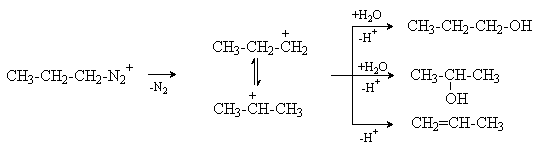 +H2O
-H+
CH3-CH2-CH2-OH
+
CH3-CH2-CH2
CH3-CH2-CH2-N2+
-N2
+
CH3-CH-CH3
+H2O
-H+
CH3-CH-CH3
OH
-H+
CH2=CH-CH3